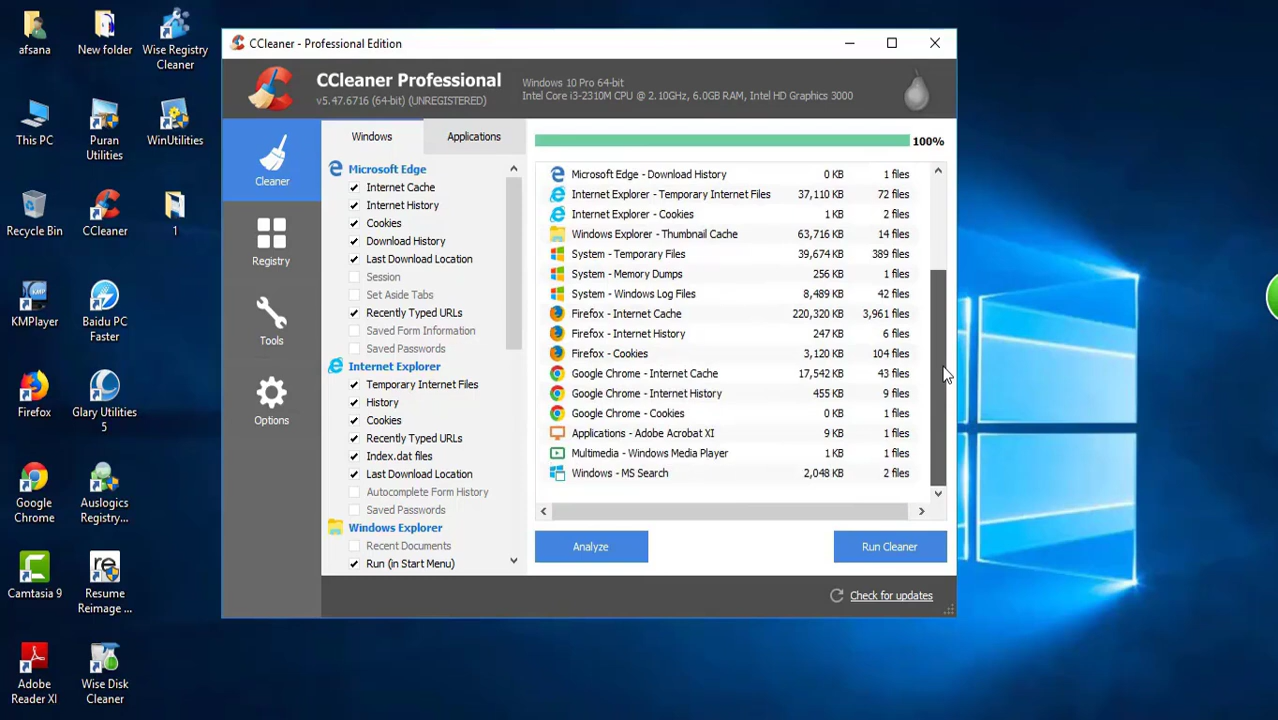 afsana
New folder
Wise Registry
Cleaner
This PC
Puran
Utilities
WinUtilities
Recycle Bin
CCleaner
1
KMPlayer
Baidu PC
Faster
Firefox
Glary Utilities
5
Google
Chrome
Auslogics
Registry...
Camtasia 9
Resume
Reimage ...
Adobe
Reader XI
Wise Disk
Cleaner
CCleaner - Professional Edition
CCleaner Professional
v5.47.6716 (64-bit) (UNREGISTERED)
Windows 10 Pro 64-bit
Intel Core i3-2310M CPU @ 2.10GHz, 6.0GB RAM, Intel HD Graphics 3000
Cleaner
Registry
Tools
Options
Windows
Applications
Microsoft Edge
Internet Cache
Internet History
Cookies
Download History
Last Download Location
Session
Set Aside Tabs
Recently Typed URLs
Saved Form Information
Saved Passwords
Internet Explorer
Temporary Internet Files
History
Cookies
Recently Typed URLs
Index.dat files
Last Download Location
Autocomplete Form History
Saved Passwords
Windows Explorer
Recent Documents
Run (in Start Menu)
100%
Microsoft Edge - Download History 0 KB 1 files
Internet Explorer - Temporary Internet Files 37,110 KB 72 files
Internet Explorer - Cookies 1 KB 2 files
Windows Explorer - Thumbnail Cache 63,716 KB 14 files
System - Temporary Files 39,674 KB 389 files
System - Memory Dumps 256 KB 1 files
System - Windows Log Files 8,489 KB 42 files
Firefox - Internet Cache 220,320 KB 3,961 files
Firefox - Internet History 247 KB 6 files
Firefox - Cookies 3,120 KB 104 files
Google Chrome - Internet Cache 17,542 KB 43 files
Google Chrome - Internet History 455 KB 9 files
Google Chrome - Cookies 0 KB 1 files
Applications - Adobe Acrobat XI 9 KB 1 files
Multimedia - Windows Media Player 1 KB 1 files
Windows - MS Search 2,048 KB 2 files
Analyze
Run Cleaner
Check for updates